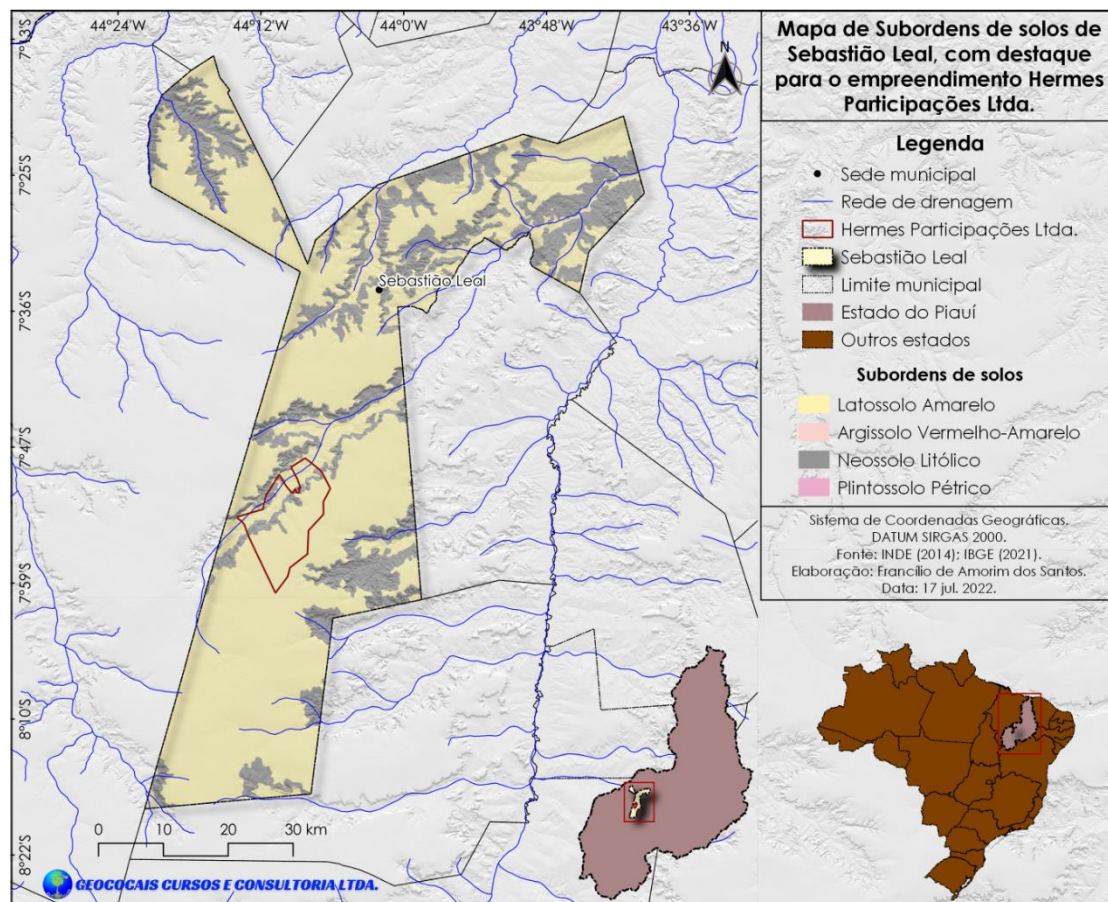 44°24'W
44°12'W
44°0'W
43°48'W
43°36'W
7°13'S
7°25'S
7°36'S
7°47'S
7°59'S
8°10'S
8°22'S
N
Sebastião Leal
0 10 20 30 km
GEOCOCAIS CURSOS E CONSULTORIA LTDA.
Mapa de Subordens de solos de
Sebastião Leal, com destaque
para o empreendimento Hermes
Participações Ltda.
Legenda
Sede municipal
Rede de drenagem
Hermes Participações Ltda.
Sebastião Leal
Limite municipal
Estado do Piauí
Outros estados
Subordens de solos
Latossolo Amarelo
Argissolo Vermelho-Amarelo
Neossolo Litólico
Plintossolo Pétrico
Sistema de Coordenadas Geográficas.
DATUM SIRGAS 2000.
Fonte: INDE (2014); IBGE (2021).
Elaboração: Francílio de Amorim dos Santos.
Data: 17 jul. 2022.